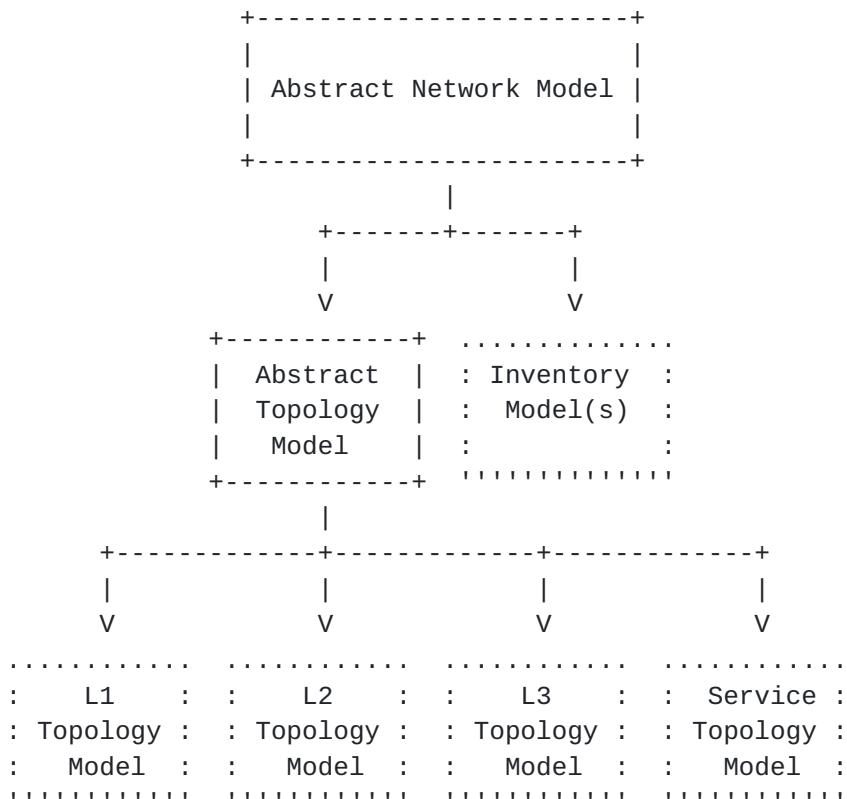 Abstract Network Model
Abstract
Topology
Model
Inventory
Model(s)
L1
Topology
Model
L2
Topology
Model
L3
Topology
Model
Service
Topology
Model